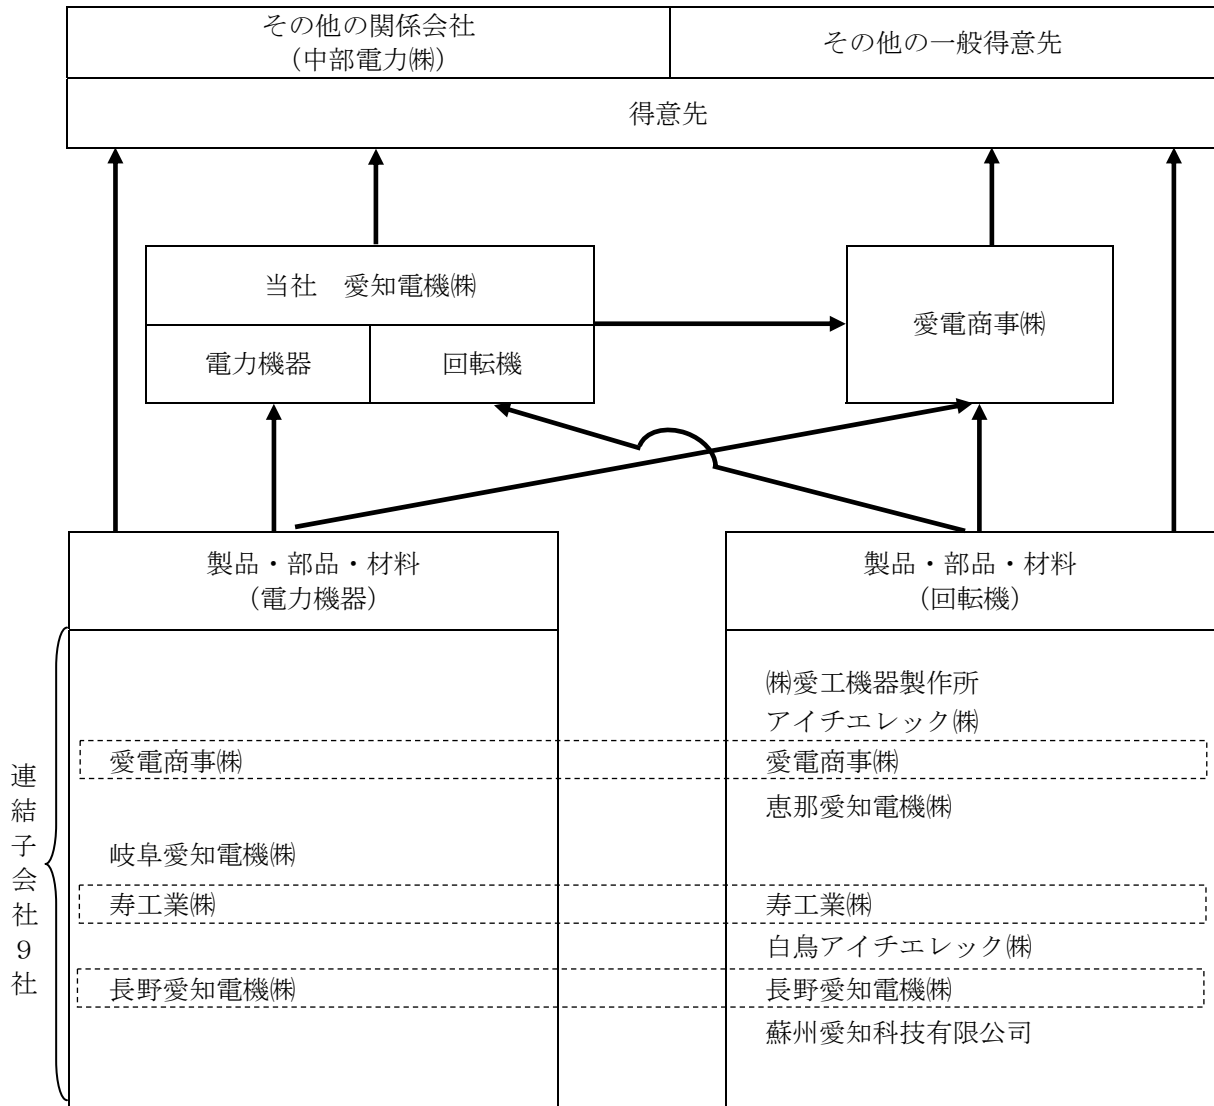 その他の関係会社
（中部電力㈱）
その他の一般得意先
得意先
当社　愛知電機㈱
電力機器
回転機
愛電商事㈱
製品・部品・材料
（電力機器）
製品・部品・材料
（回転機）
連結子会社９社
愛電商事㈱
岐阜愛知電機㈱
寿工業㈱
長野愛知電機㈱
㈱愛工機器製作所
アイチエレック㈱
愛電商事㈱
恵那愛知電機㈱
寿工業㈱
白鳥アイチエレック㈱
長野愛知電機㈱
蘇州愛知科技有限公司